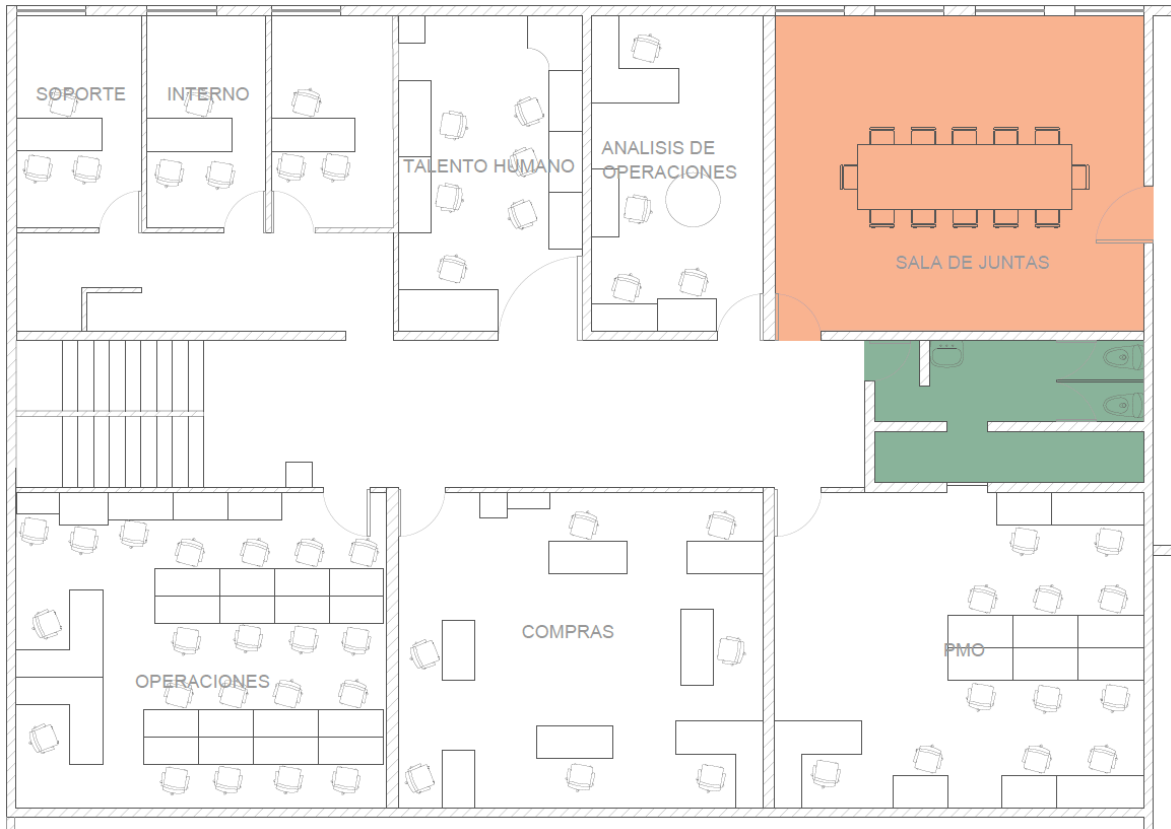 SOPORTE
INTERNO
TALENTO HUMANO
ANALISIS DE
OPERACIONES
SALA DE JUNTAS
COMPRAS
PMO
OPERACIONES